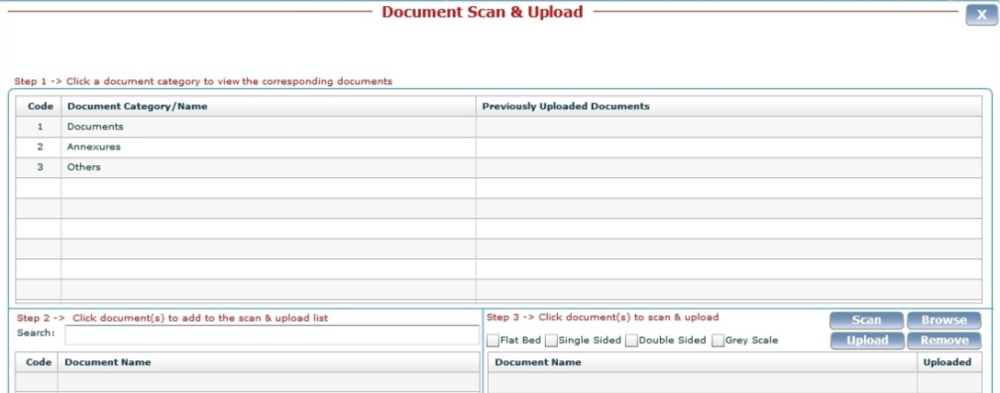 Document Scan & Upload
X
Step 1 -> Click a document category to view the corresponding documents
Code Document Category/Name Previously Uploaded Documents
1 Documents
2 Annexures
3 Others
Step 2 -> Click document(s) to add to the scan & upload list
Search:
Code Document Name
Step 3 -> Click document(s) to scan & upload
Scan Browse
Flat Bed Single Sided Double Sided Grey Scale
Upload Remove
Document Name Uploaded